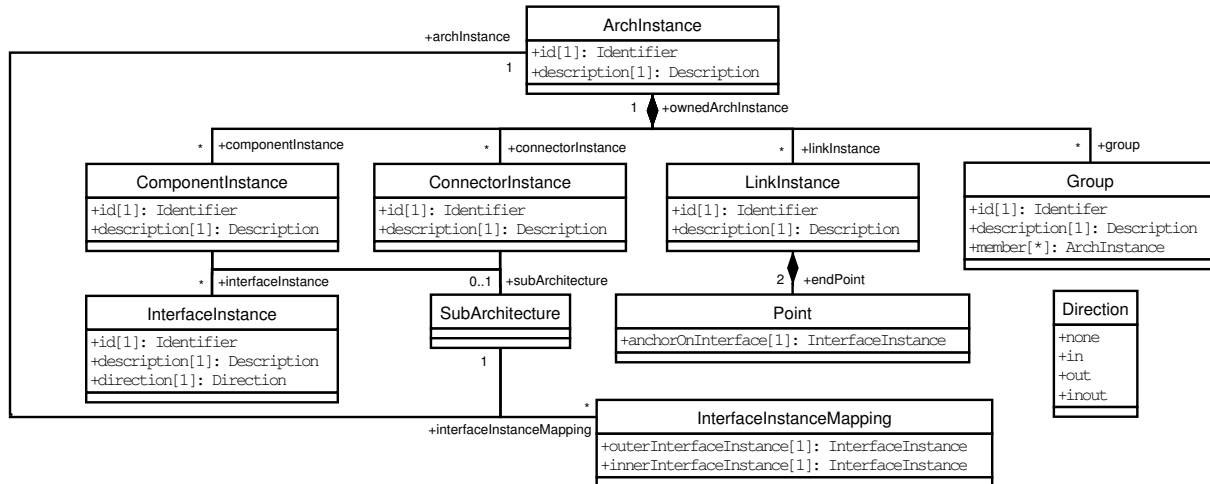 ArchInstance
+id[1]: Identifier
+description[1]: Description
+archInstance
1
1 +ownedArchInstance
* +componentInstance
* +connectorInstance
* +linkInstance
* +group
ComponentInstance
+id[1]: Identifier
+description[1]: Description
ConnectorInstance
+id[1]: Identifier
+description[1]: Description
LinkInstance
+id[1]: Identifier
+description[1]: Description
Group
+id[1]: Identifer
+description[1]: Description
+member[*]: ArchInstance
* +interfaceInstance
0..1 +subArchitecture
2 +endPoint
InterfaceInstance
+id[1]: Identifier
+description[1]: Description
+direction[1]: Direction
SubArchitecture
1
Point
+anchorOnInterface[1]: InterfaceInstance
Direction
+none
+in
+out
+inout
*
+interfaceInstanceMapping
InterfaceInstanceMapping
+outerInterfaceInstance[1]: InterfaceInstance
+innerInterfaceInstance[1]: InterfaceInstance